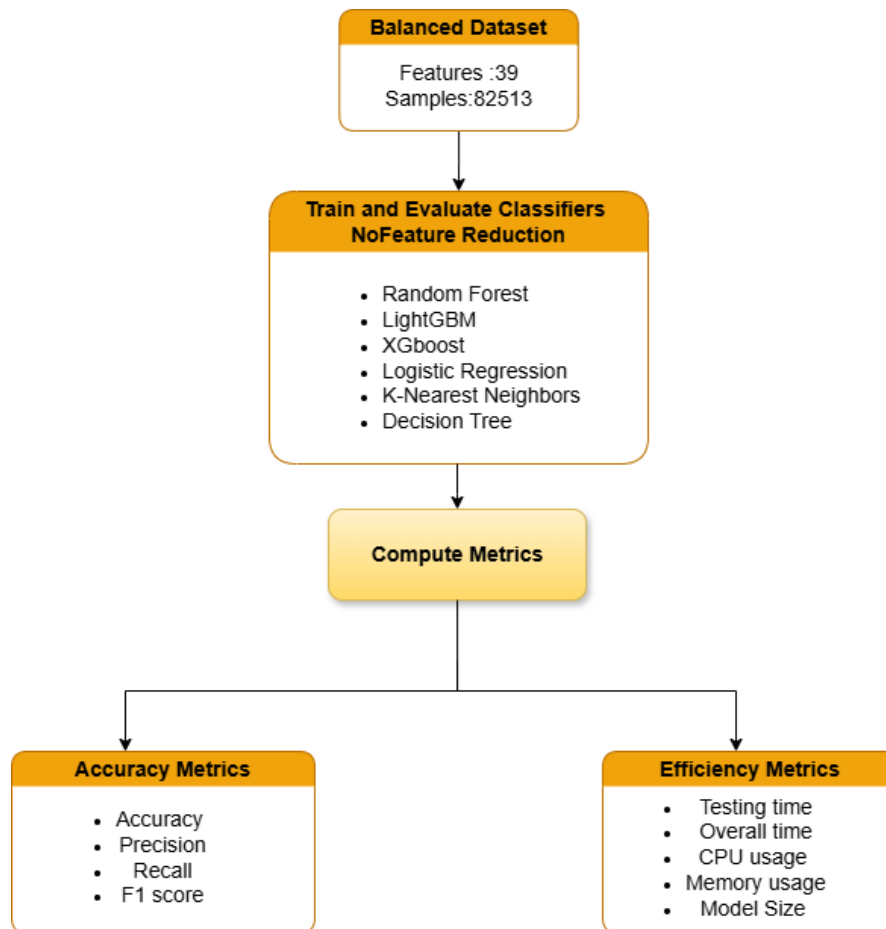 Balanced Dataset
Features :39
Samples:82513
Train and Evaluate Classifiers
NoFeature Reduction
• Random Forest
• LightGBM
• XGboost
• Logistic Regression
• K-Nearest Neighbors
• Decision Tree
Compute Metrics
Accuracy Metrics
• Accuracy
• Precision
• Recall
• F1 score
Efficiency Metrics
• Testing time
• Overall time
• CPU usage
• Memory usage
• Model Size